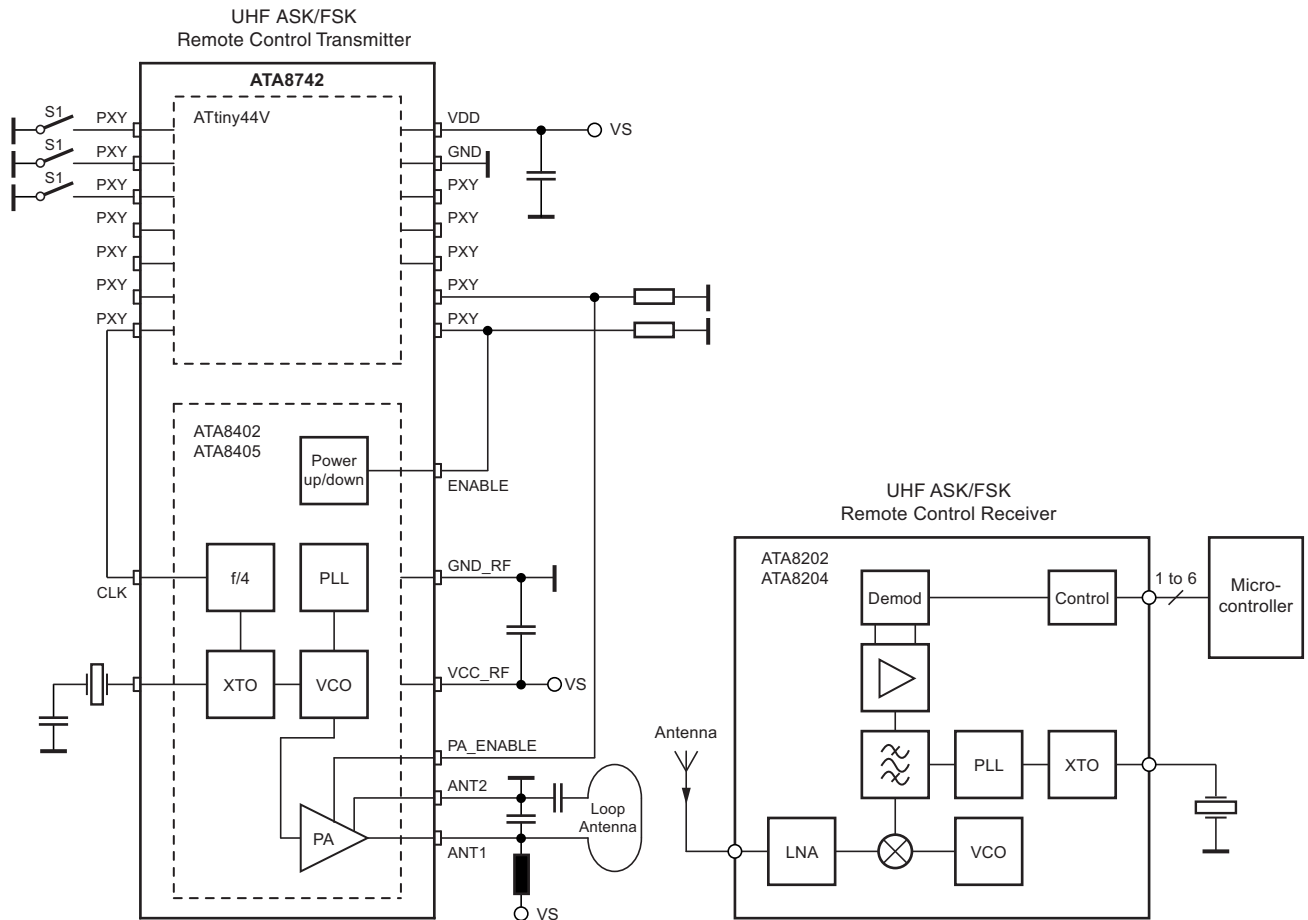 UHF ASK/FSK
Remote Control Transmitter
ATA8742
ATtiny44V
S1
PXY
S1
PXY
S1
PXY
PXY
PXY
PXY
PXY
VDD
VS
GND
PXY
PXY
PXY
PXY
PXY
ATA8402
ATA8405
Power
up/down
ENABLE
f/4
PLL
CLK
GND_RF
XTO
VCO
VCC_RF
VS
PA_ENABLE
ANT2
Loop
Antenna
PA
ANT1
VS
UHF ASK/FSK
Remote Control Receiver
ATA8202
ATA8204
Demod
Control
1 to 6
Micro-
controller
Antenna
PLL
XTO
LNA
VCO